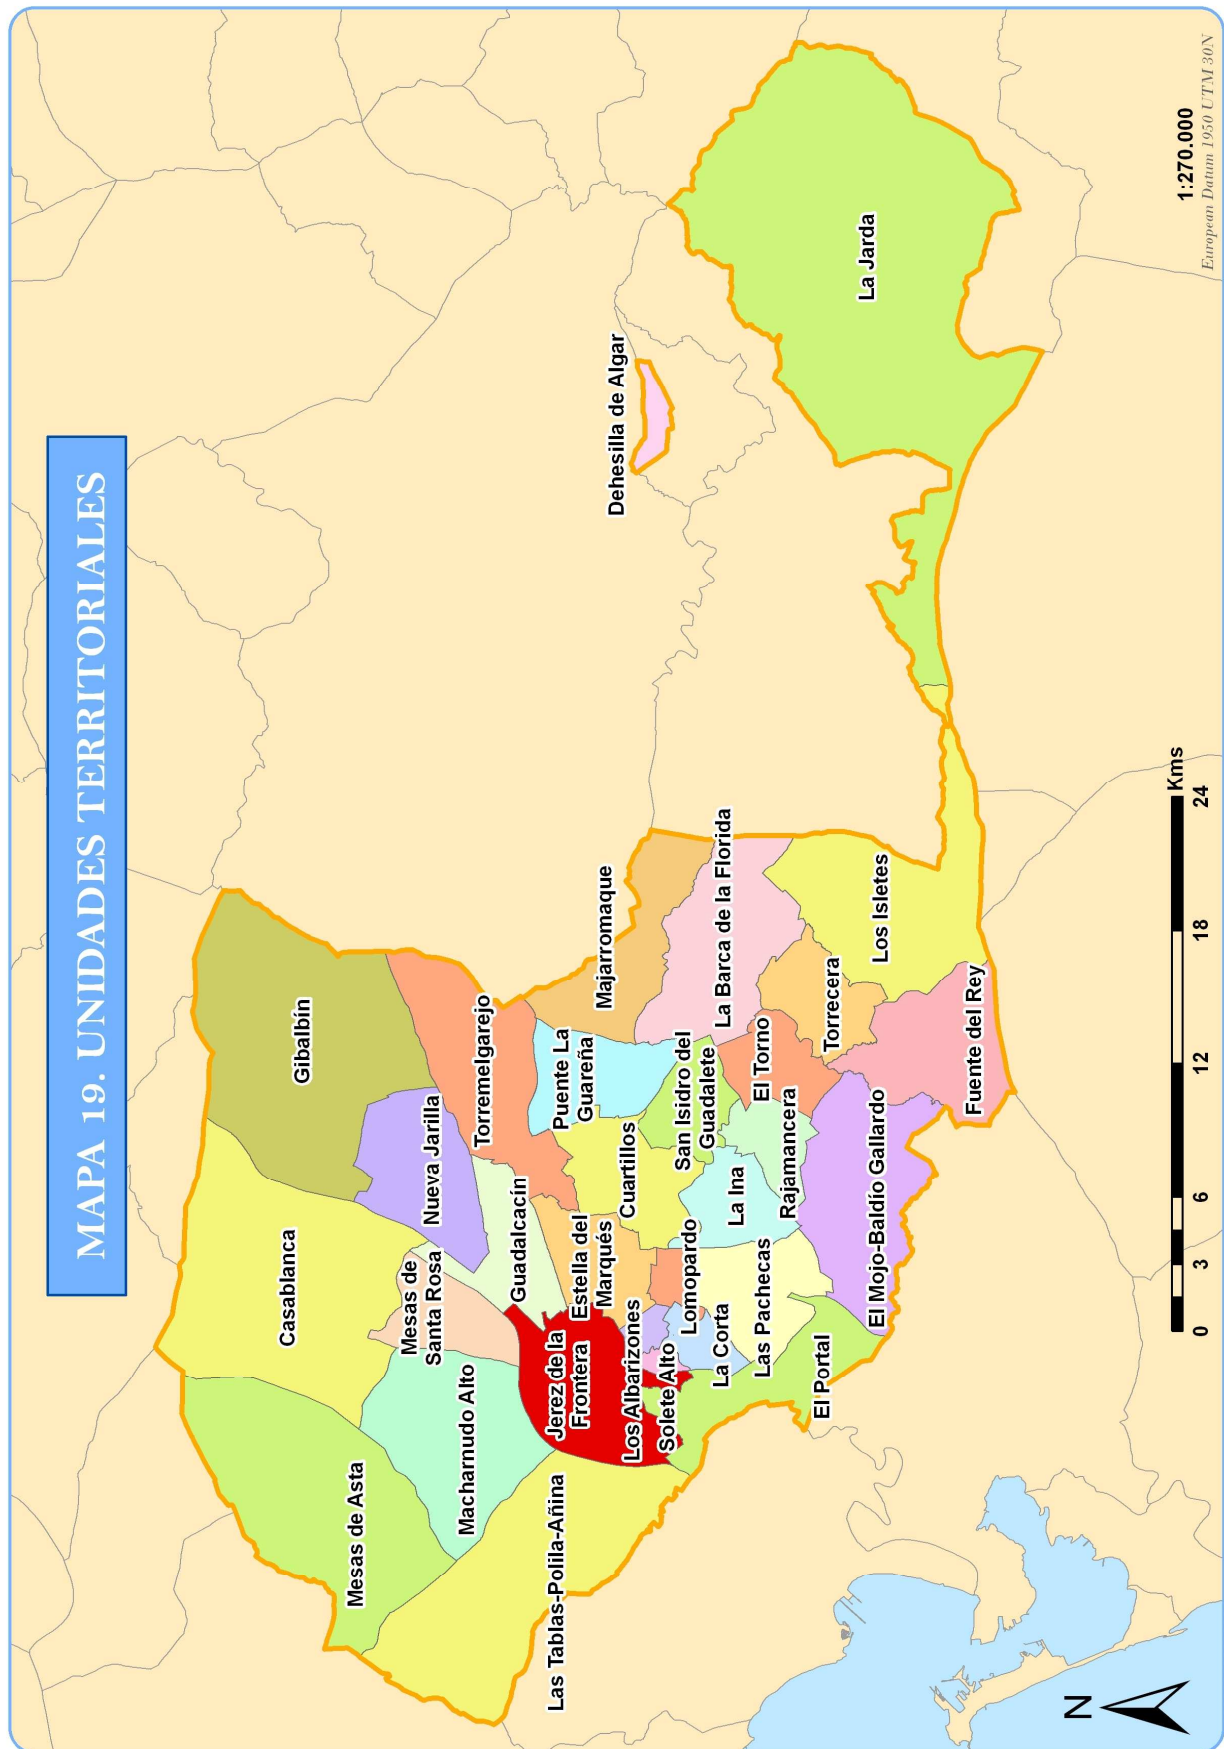 MAPA 19. UNIDADES TERRITORIALES
Gibalbín
Casablanca
Mesas de Asta
Nueva Jarilla
Mesas de
Santa Rosa
Macharnudo Alto
Torremelgarejo
Guadalcacín
Las Tablas-Polila-Añina
Jerez de la
Frontera
Estella del
Marqués
Puente La
Guareña
Majarromaque
Dehesilla de Algar
Cuartillos
Los Albarizones
Solete Alto
San Isidro del
Guadalete
Lomopardo
La Corta
La Ina
La Barca de la Florida
El Torno
Rajamancera
Las Pachecas
El Portal
Torrecera
Los Isletes
El Mojo-Baldío Gallardo
Fuente del Rey
La Jarda
N
0 3 6 12 18 24
Kms
1:270.000
European Datum 1950 UTM 30N